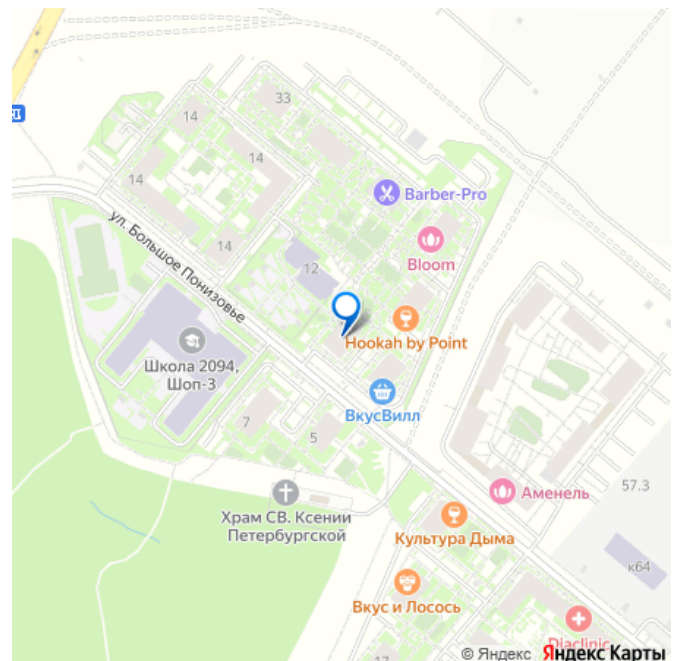 33
14
14
14
14
Barber-Pro
Bloom
12
ул. Большое Понизовье
Hookah by Point
Школа 2094,
Шоп-3
ВкусВилл
7
5
Аменель
57.3
Храм СВ. Ксении
Петербургской
Культура Дыма
к64
Вкус и Лосось
Diaclinic
17
© Яндекс Яндекс Карты